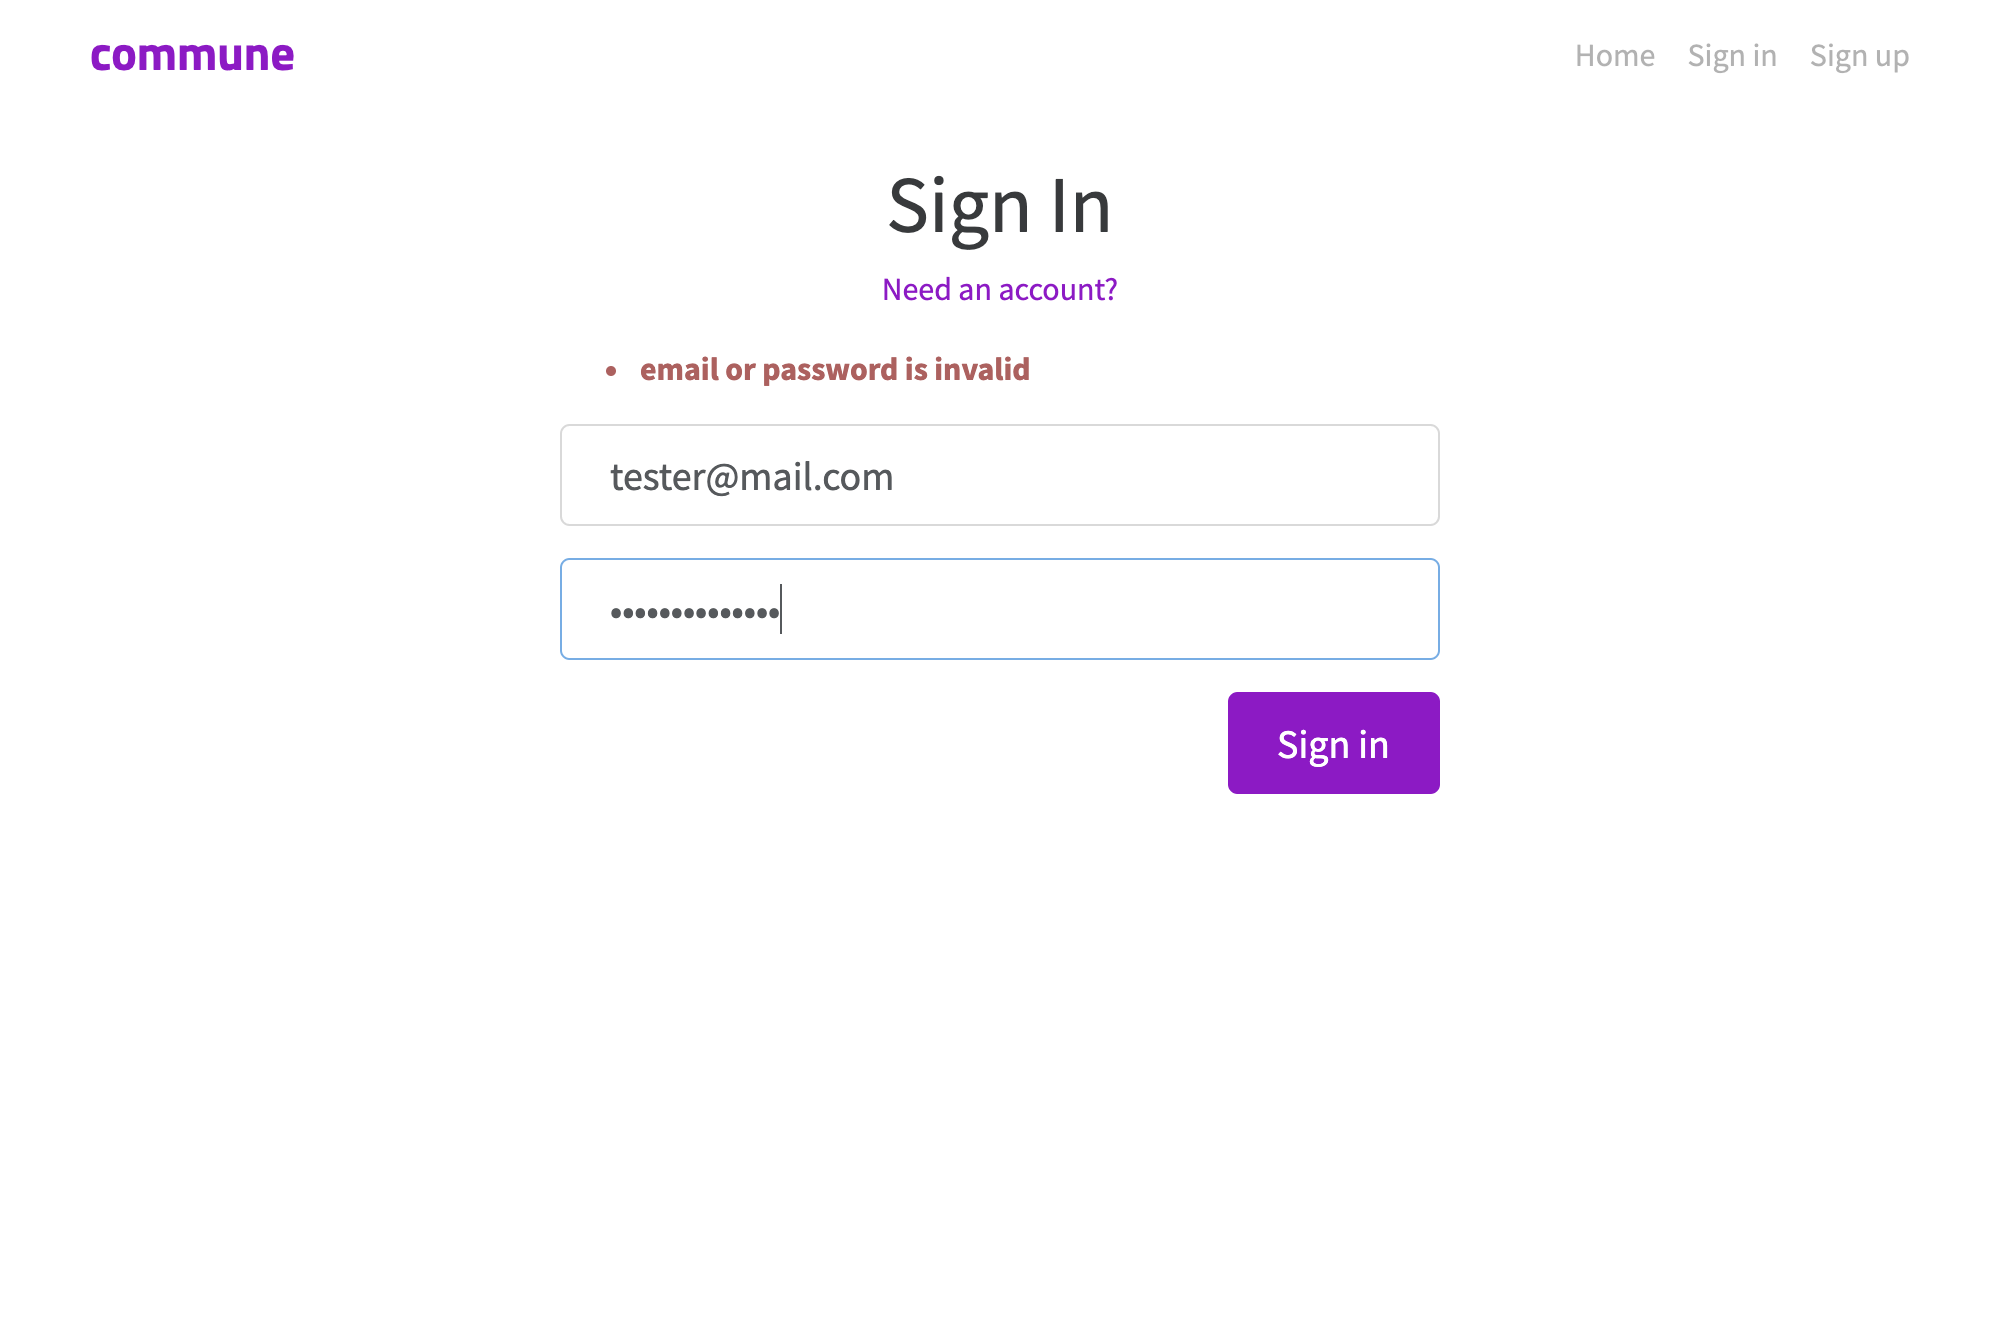 commune
Home Sign in Sign up
Sign In
Need an account?
• email or password is invalid
tester@mail.com
••••••••••••••
Sign in